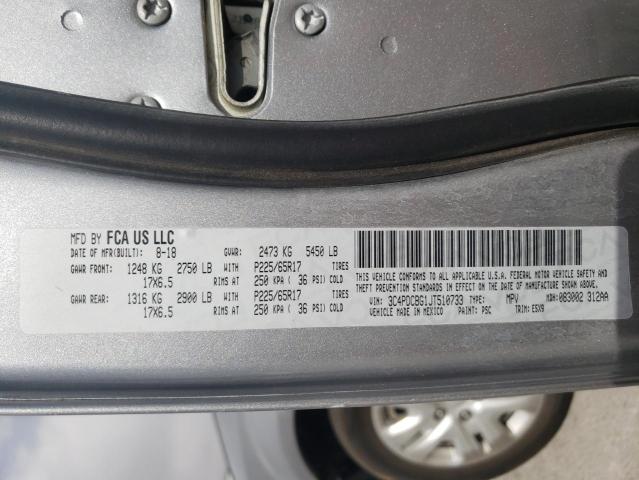 MFD BY FCA US LLC
DATE OF MFR(BUILT): 8-18 GVWR: 2473 KG 5450 LB
GAWR FRONT: 1248 KG 2750 LB WITH P225/65R17 TIRES
17X6.5 RIMS AT 250 KPA ( 36 PSI) COLD
GAWR REAR: 1316 KG 2900 LB WITH P225/65R17 TIRES
17X6.5 RIMS AT 250 KPA ( 36 PSI) COLD
THIS VEHICLE CONFORMS TO ALL APPLICABLE U.S.A. FEDERAL MOTOR VEHICLE SAFETY AND
THEFT PREVENTION STANDARDS IN EFFECT ON THE DATE OF MANUFACTURE SHOWN ABOVE.
VIN: 3C4PDCBG1JT510733 TYPE: MPV MDH: 083002 312AA
VEHICLE MADE IN MEXICO PAINT: PSC TRIM: E5X9